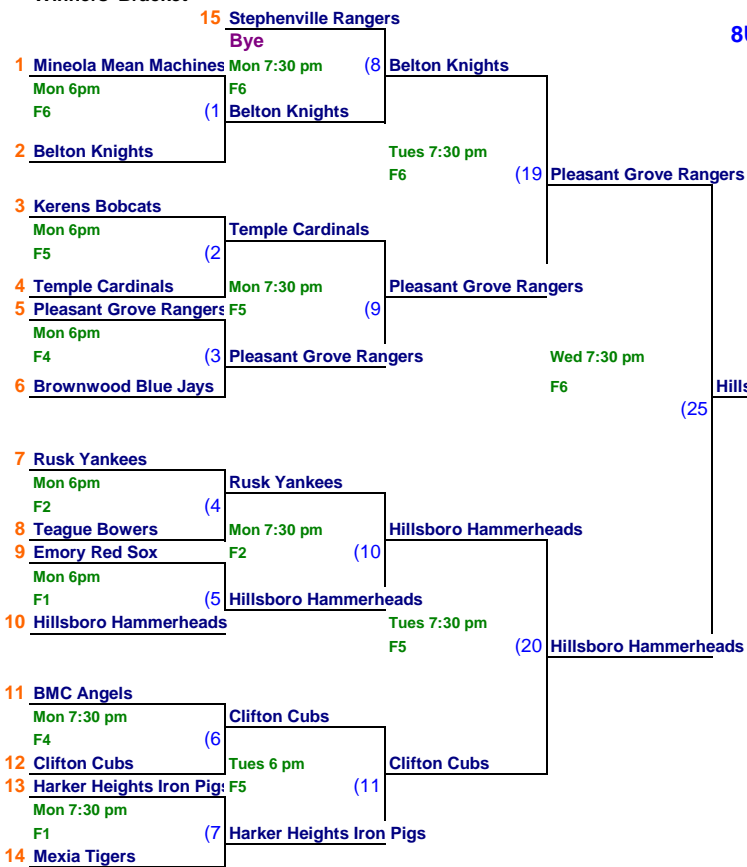 15 Stephenville Rangers
Bye
8U
1 Mineola Mean Machines Mon 7:30 pm (8 Belton Knights
Mon 6pm F6
F6 (1 Belton Knights
2 Belton Knights Tues 7:30 pm
F6 (19 Pleasant Grove Rangers
3 Kerens Bobcats
Mon 6pm Temple Cardinals
F5 (2
4 Temple Cardinals Mon 7:30 pm Pleasant Grove Rangers
5 Pleasant Grove Rangers F5 (9
Mon 6pm
F4 (3 Pleasant Grove Rangers Wed 7:30 pm
6 Brownwood Blue Jays F6 Hills
(25
7 Rusk Yankees
Mon 6pm Rusk Yankees
F2 (4
8 Teague Bowers Mon 7:30 pm Hillsboro Hammerheads
9 Emory Red Sox F2 (10
Mon 6pm
F1 (5 Hillsboro Hammerheads
10 Hillsboro Hammerheads Tues 7:30 pm
F5 (20 Hillsboro Hammerheads
11 BMC Angels
Mon 7:30 pm Clifton Cubs
F4 (6
12 Clifton Cubs Tues 6 pm Clifton Cubs
13 Harker Heights Iron Pigs F5 (11
Mon 7:30 pm
F1 (7 Harker Heights Iron Pigs
14 Mexia Tigers